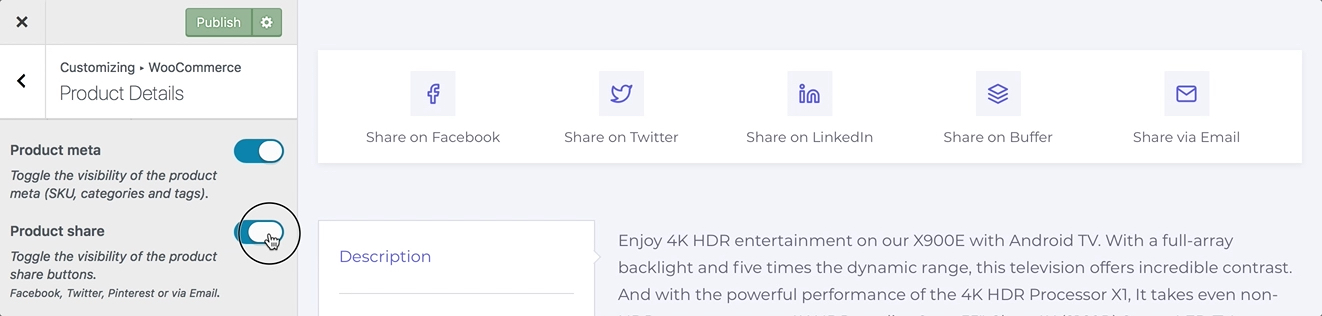 Publish
Customizing ▸ WooCommerce
Product Details
Product meta
Toggle the visibility of the product
meta (SKU, categories and tags).
Product share
Toggle the visibility of the product
share buttons.
Facebook, Twitter, Pinterest or via Email.
Share on Facebook
Share on Twitter
Share on LinkedIn
Share on Buffer
Share via Email
Description
Enjoy 4K HDR entertainment on our X900E with Android TV. With a full-array
backlight and five times the dynamic range, this television offers incredible contrast.
And with the powerful performance of the 4K HDR Processor X1, It takes even non-